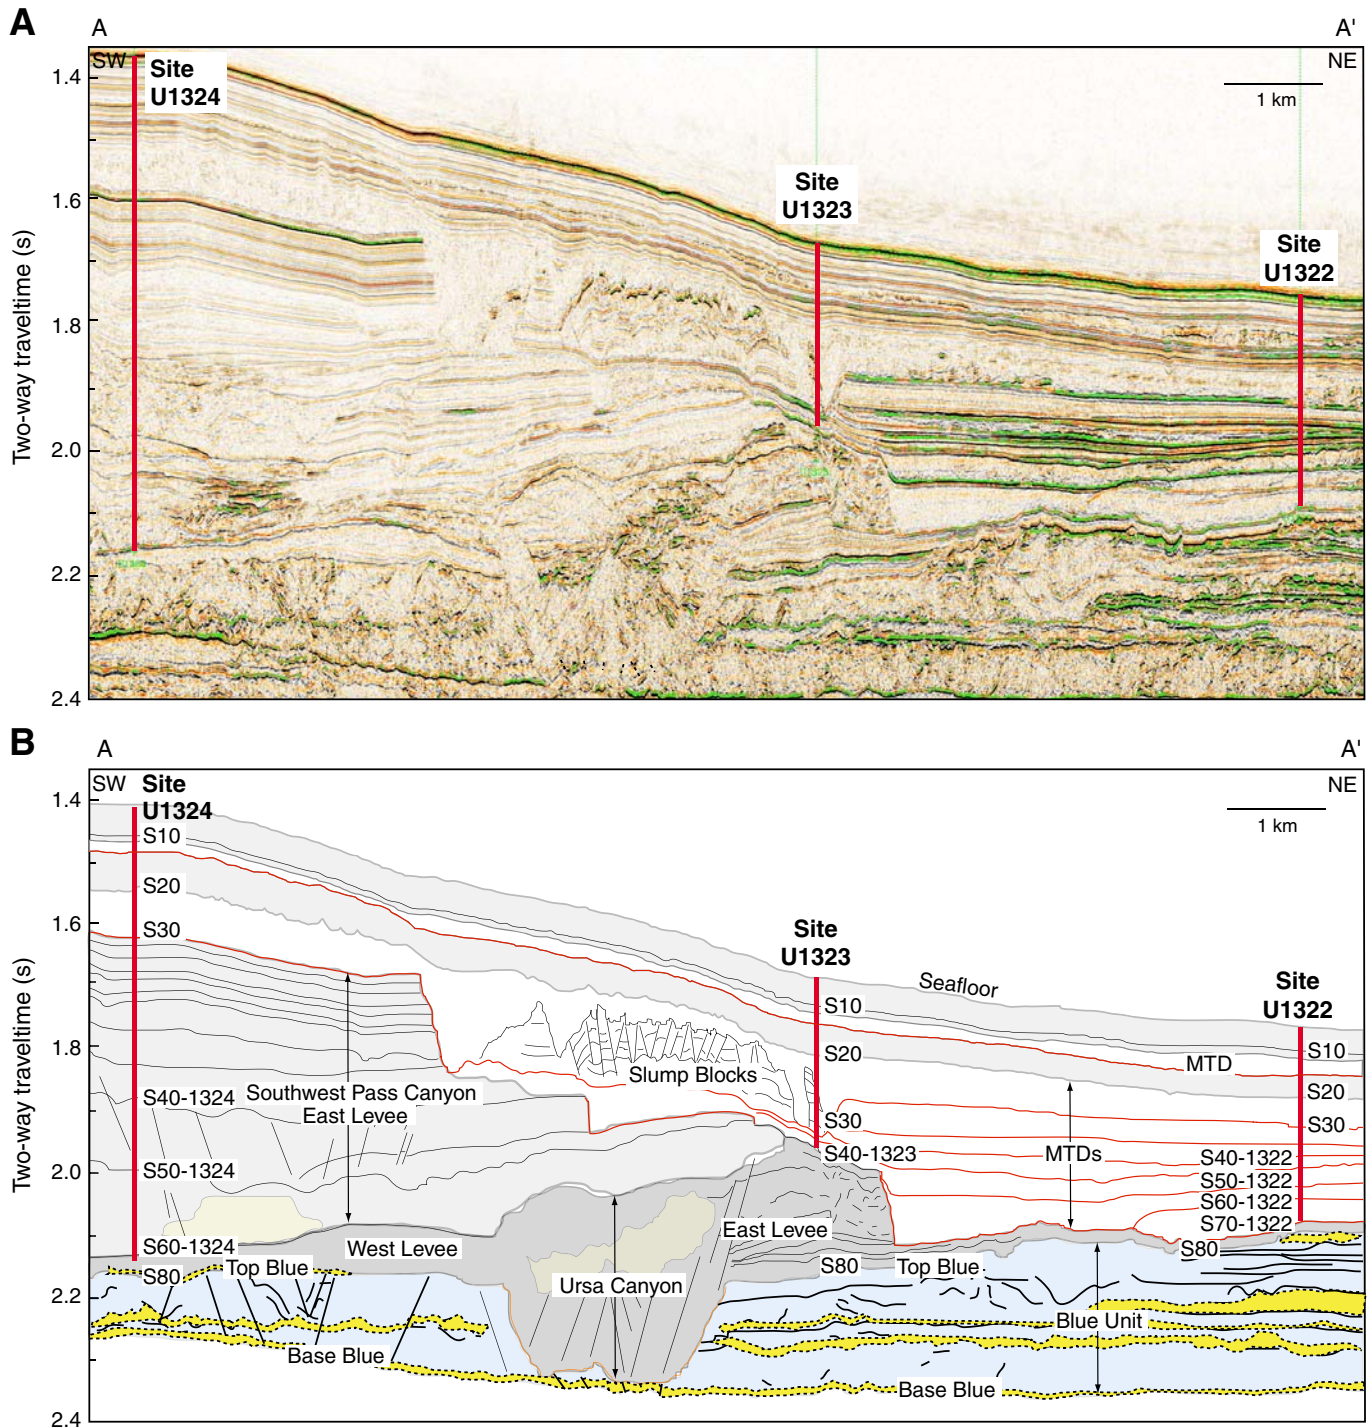 A
A
A'
SW
NE
Site
U1324
1 km
Site
U1323
Site
U1322
Two-way traveltime (s)
1.4
1.6
1.8
2.0
2.2
2.4
B
A
A'
SW
NE
Site
U1324
1 km
Site
U1323
Site
U1322
Two-way traveltime (s)
1.4
1.6
1.8
2.0
2.2
2.4
S10
S20
S30
S40-1324
S50-1324
S60-1324
S80
Seafloor
S10
S20
S30
S40-1323
S80
MTD
S10
S20
S30
S40-1322
S50-1322
S60-1322
S70-1322
S80
Slump Blocks
Southwest Pass Canyon
East Levee
MTDs
West Levee
East Levee
Ursa Canyon
Top Blue
Top Blue
Blue Unit
Base Blue
Base Blue